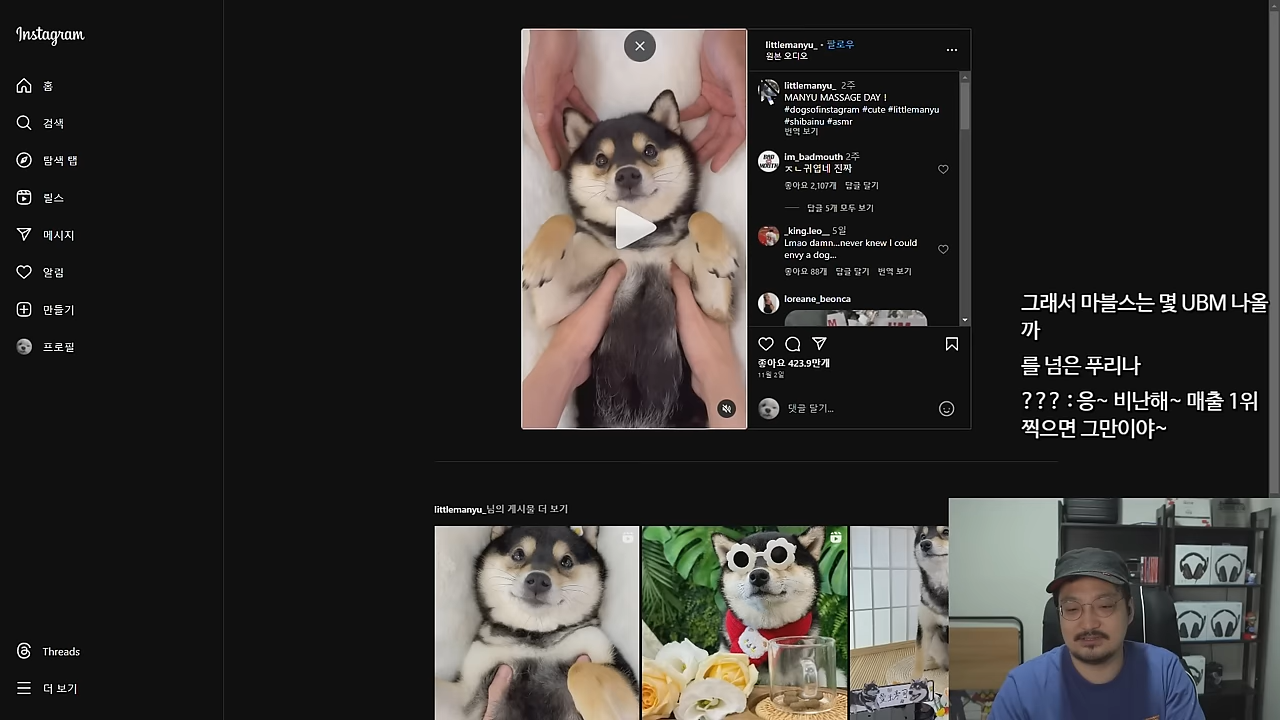 Instagram
홈
검색
탐색 탭
릴스
메시지
알림
만들기
프로필
Threads
더 보기
littlemanyu_ • 팔로우
원본 오디오
littlemanyu_ 2주
MANYU MASSAGE DAY !
#dogsofinstagram #cute #littlemanyu
#shibainu #asmr
번역 보기
im_badmouth 2주
ㅈㄴ귀엽네 진짜
좋아요 2,107개 답글 달기
답글 5개 모두 보기
_king.leo__ 5일
Lmao damn...never knew I could
envy a dog...
좋아요 88개 답글 달기 번역 보기
loreane_beonca
좋아요 423.9만개
11월 2일
댓글 달기...
littlemanyu_님의 게시물 더 보기
그래서 마블스는 몇 UBM 나올
까
를 넘은 푸리나
??? : 응~ 비난해~ 매출 1위
찍으면 그만이야~